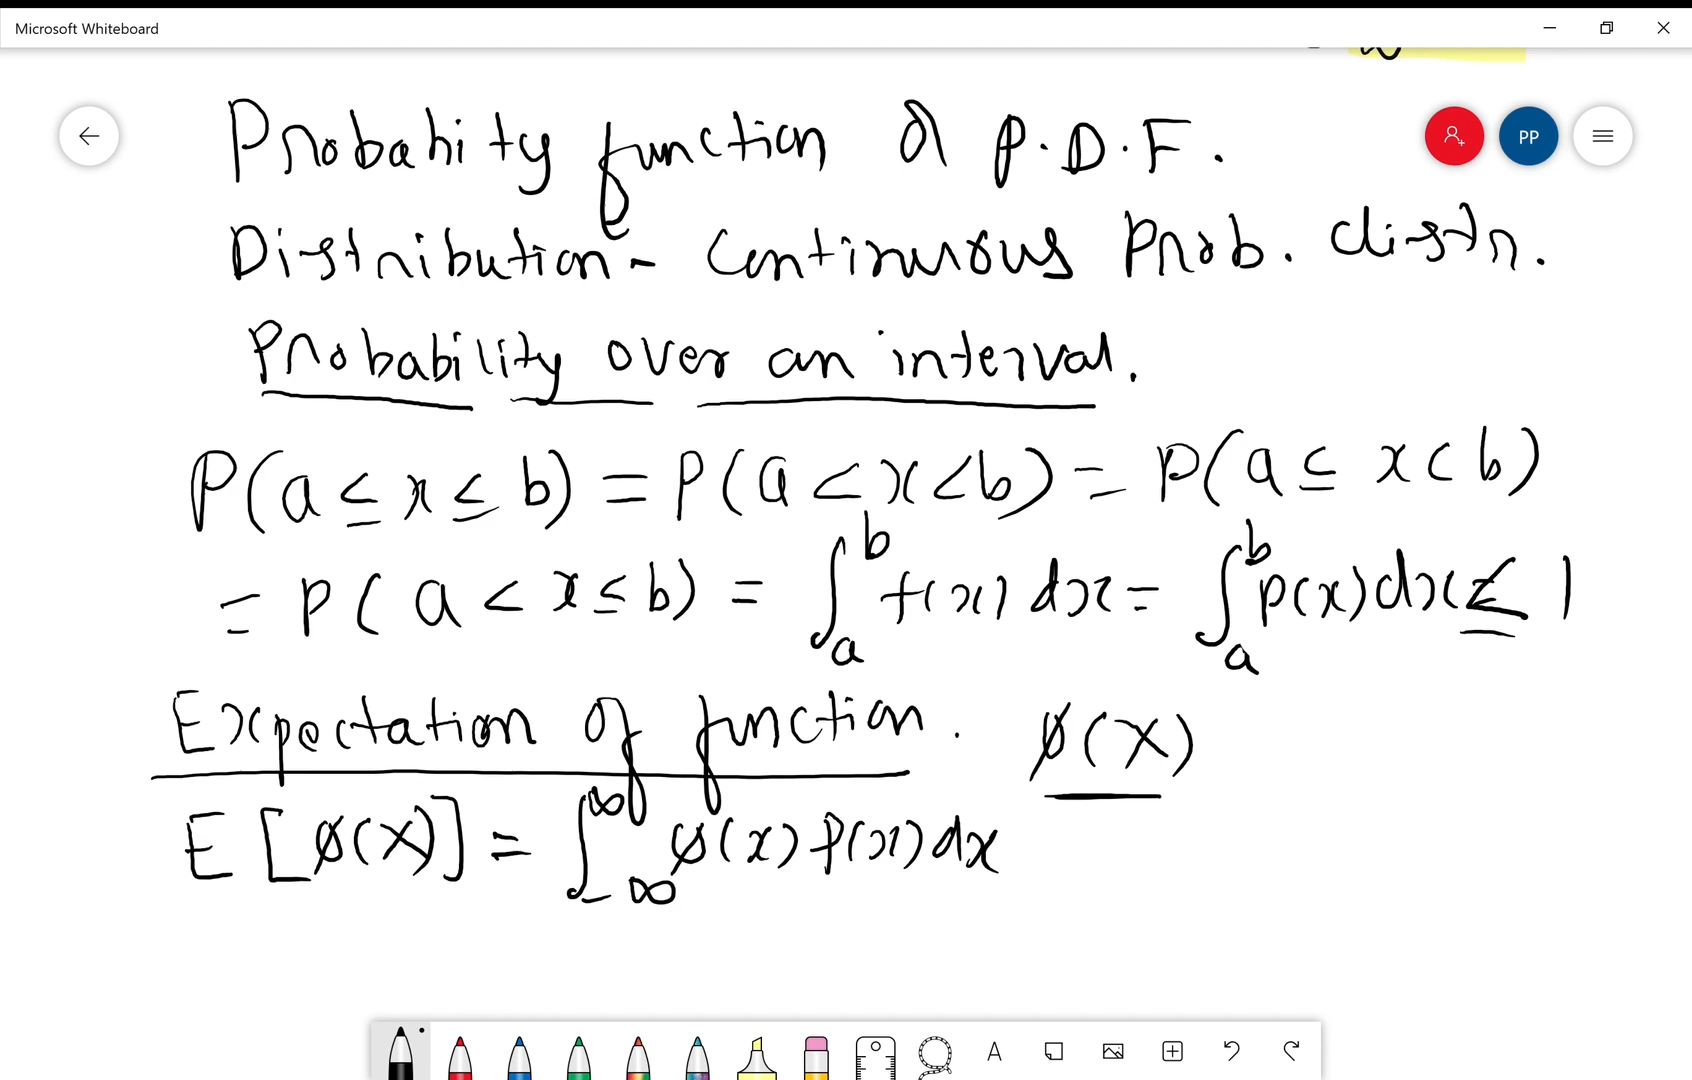 Microsoft Whiteboard
Probability function or P.D.F.
PP
Distribution - Continuous Prob. distn.
Probability over an interval.
P(a ≤ x ≤ b) = P(a < x < b) = P(a ≤ x < b)
= P(a < x ≤ b) = ∫_a^b f(x) dx = ∫_a^b p(x) dx ≤ 1
Expectation of function. ϕ(X)
E[ϕ(X)] = ∫_{-∞}^{∞} ϕ(x) p(x) dx
A